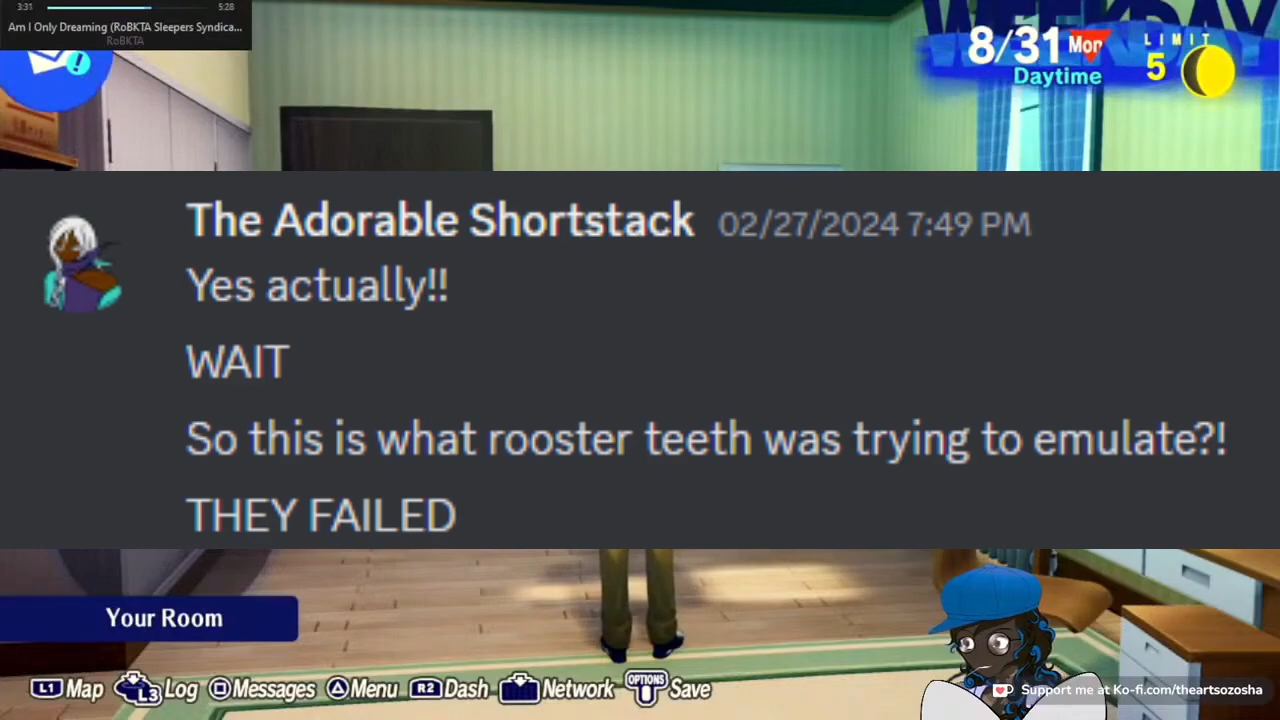 3:31 5:28
Am I Only Dreaming (RoBKTA Sleepers Syndica...
RoBKTA
WEEKDAY
8/31 Mon
LIMIT
5
Daytime
The Adorable Shortstack 02/27/2024 7:49 PM
Yes actually!!
WAIT
So this is what rooster teeth was trying to emulate?!
THEY FAILED
Your Room
L1 Map L3 Log Messages Menu R2 Dash Network OPTIONS Save
Support me at Ko-fi.com/theartsozosha